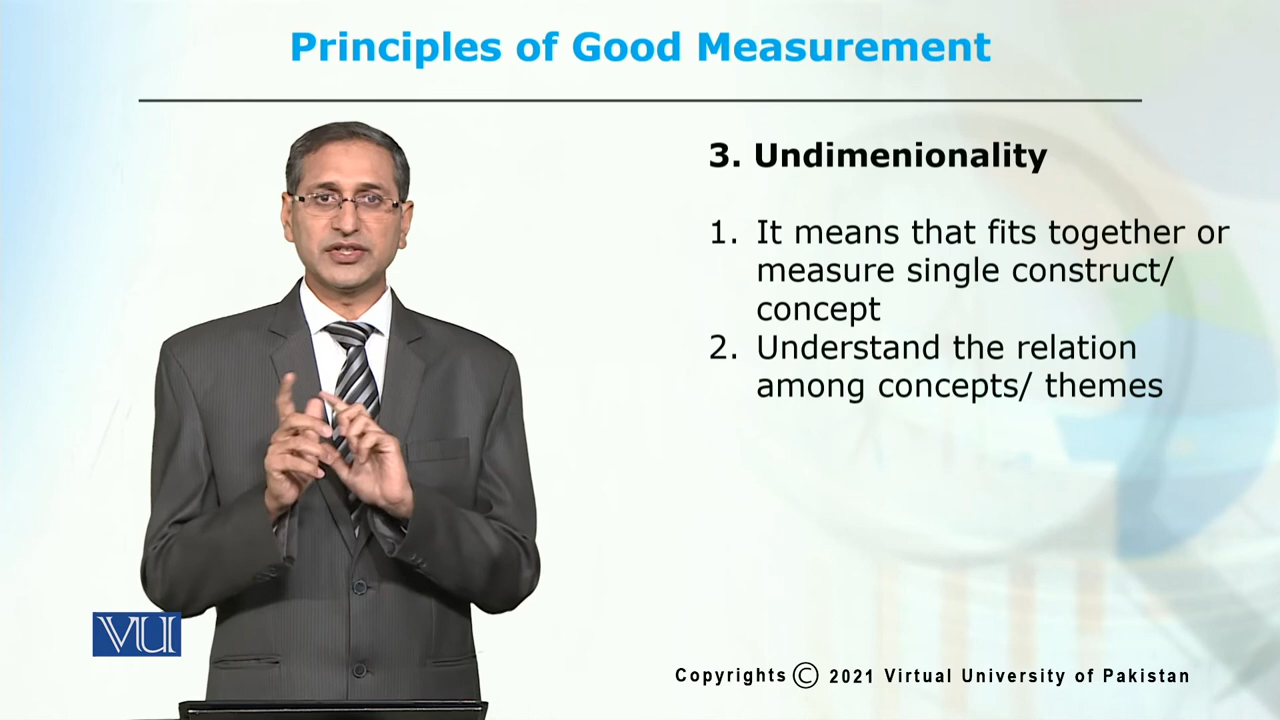 Principles of Good Measurement
3. Undimenionality
1. It means that fits together or
measure single construct/
concept
2. Understand the relation
among concepts/ themes
VU
Copyrights © 2021 Virtual University of Pakistan